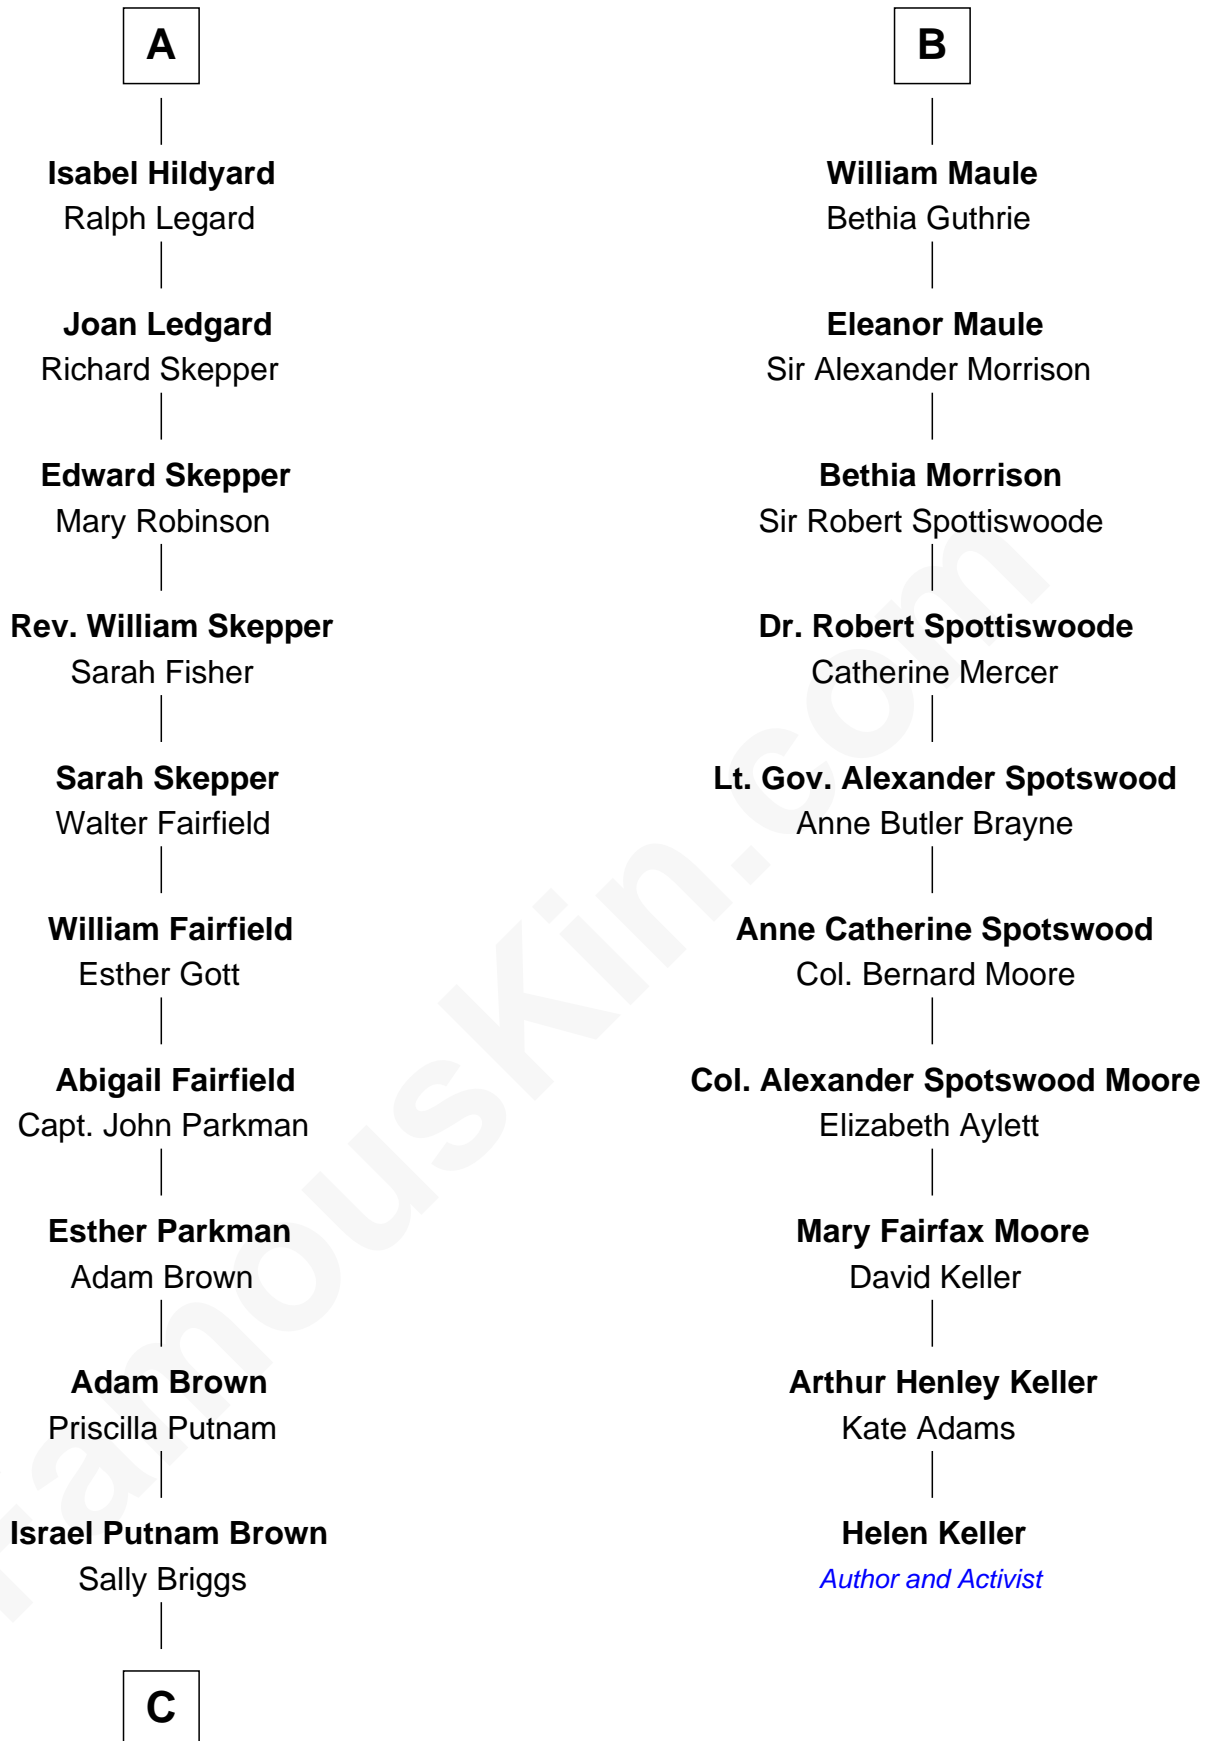 A
Isabel Hildyard
Ralph Legard
Joan Ledgard
Richard Skepper
Edward Skepper
Mary Robinson
Rev. William Skepper
Sarah Fisher
Sarah Skepper
Walter Fairfield
William Fairfield
Esther Gott
Abigail Fairfield
Capt. John Parkman
Esther Parkman
Adam Brown
Adam Brown
Priscilla Putnam
Israel Putnam Brown
Sally Briggs
C
B
William Maule
Bethia Guthrie
Eleanor Maule
Sir Alexander Morrison
Bethia Morrison
Sir Robert Spottiswoode
Dr. Robert Spottiswoode
Catherine Mercer
Lt. Gov. Alexander Spotswood
Anne Butler Brayne
Anne Catherine Spotswood
Col. Bernard Moore
Col. Alexander Spotswood Moore
Elizabeth Aylett
Mary Fairfax Moore
David Keller
Arthur Henley Keller
Kate Adams
Helen Keller
Author and Activist
FamousKin.com